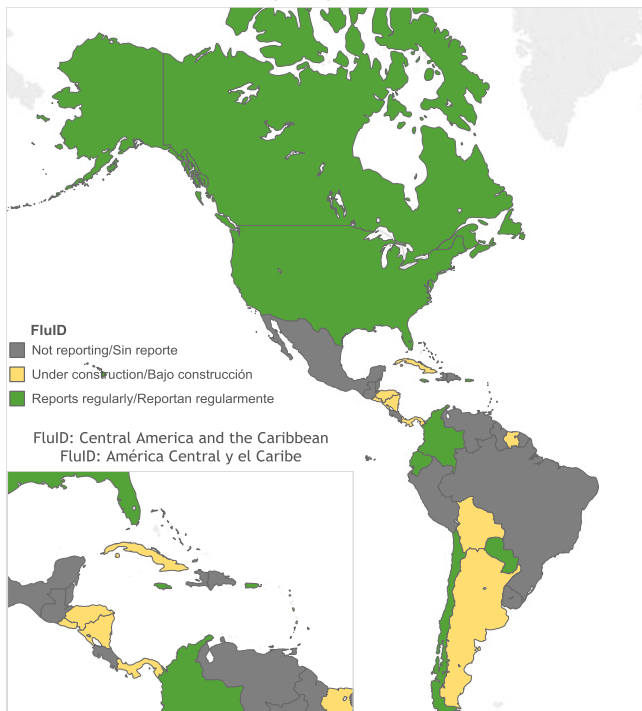 FluID
Not reporting/Sin reporte
Under construction/Bajo construcción
Reports regularly/Reportan regularmente
FluID: Central America and the Caribbean
FluID: América Central y el Caribe